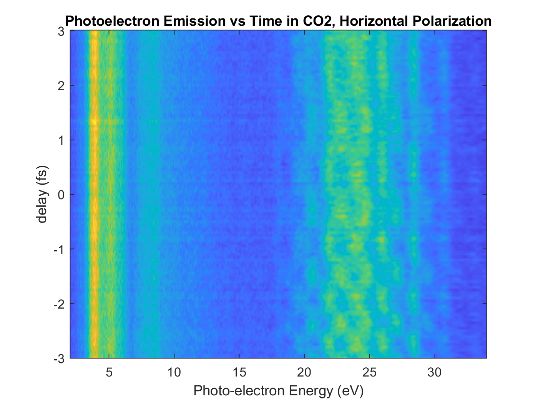 Photoelectron Emission vs Time in CO2, Horizontal Polarization
3
2
1
0
-1
-2
-3
delay (fs)
5 10 15 20 25 30
Photo-electron Energy (eV)